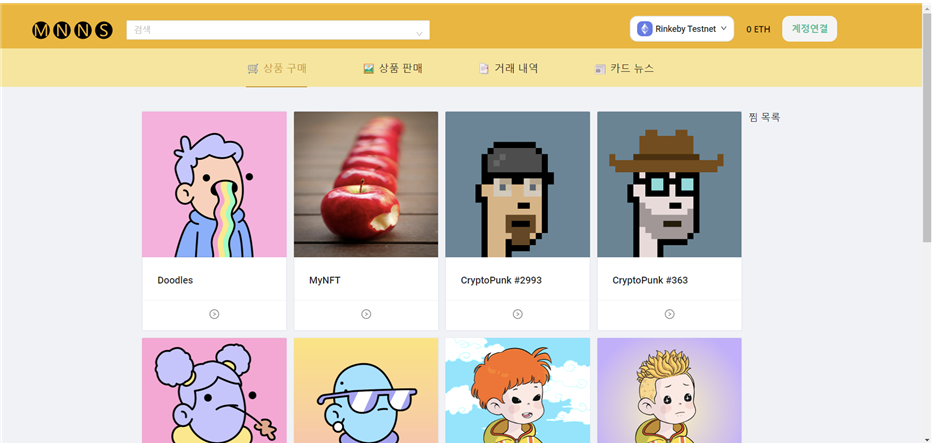 MNNS
검색
Rinkeby Testnet
0 ETH
계정연결
상품 구매
상품 판매
거래 내역
카드 뉴스
찜 목록
Doodles
MyNFT
CryptoPunk #2993
CryptoPunk #363